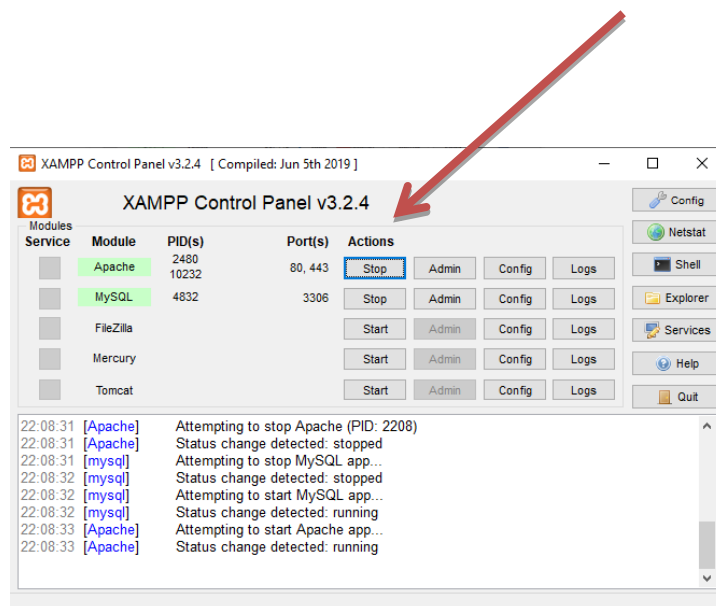 XAMPP Control Panel v3.2.4 [ Compiled: Jun 5th 2019 ]
XAMPP Control Panel v3.2.4
Config
Modules
Netstat
Service Module PID(s) Port(s) Actions
Apache 2480 10232 80, 443 Stop Admin Config Logs
Shell
MySQL 4832 3306 Stop Admin Config Logs
Explorer
FileZilla Start Admin Config Logs
Services
Mercury Start Admin Config Logs
Help
Tomcat Start Admin Config Logs
Quit
22:08:31 [Apache] Attempting to stop Apache (PID: 2208)
22:08:31 [Apache] Status change detected: stopped
22:08:31 [mysql] Attempting to stop MySQL app...
22:08:32 [mysql] Status change detected: stopped
22:08:32 [mysql] Attempting to start MySQL app...
22:08:32 [mysql] Status change detected: running
22:08:33 [Apache] Attempting to start Apache app...
22:08:33 [Apache] Status change detected: running